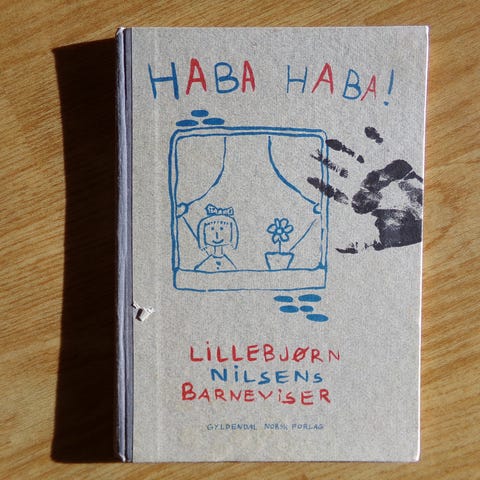 HABA HABA!
LiLLEBJØRN
NiLSENS
BARNEViSER
GYLDENDAL NORSK FORLAG